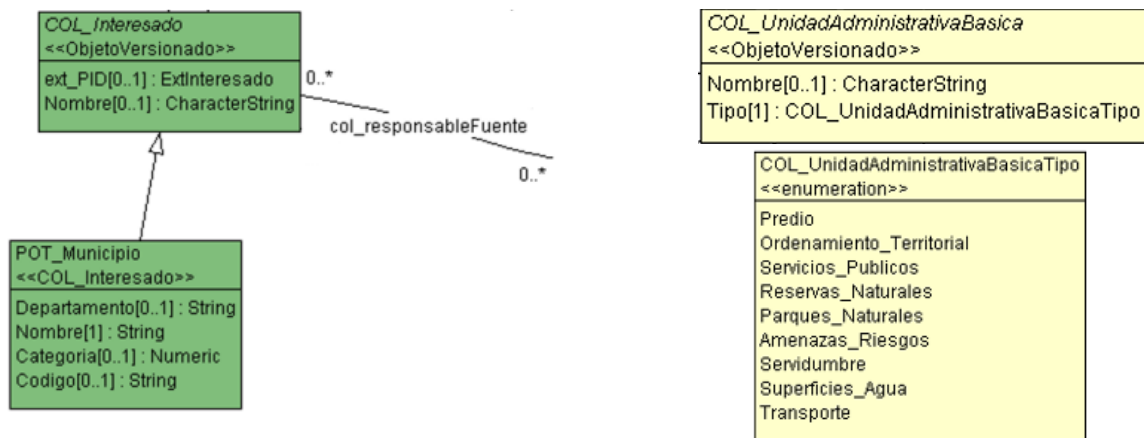 COL_Interesado
<<ObjetoVersionado>>
ext_PID[0..1] : ExtInteresado
Nombre[0..1] : CharacterString
0..*
col_responsableFuente
0..*
POT_Municipio
<<COL_Interesado>>
Departamento[0..1] : String
Nombre[1] : String
Categoria[0..1] : Numeric
Codigo[0..1] : String
COL_UnidadAdministrativaBasica
<<ObjetoVersionado>>
Nombre[0..1] : CharacterString
Tipo[1] : COL_UnidadAdministrativaBasicaTipo
COL_UnidadAdministrativaBasicaTipo
<<enumeration>>
Predio
Ordenamiento_Territorial
Servicios_Publicos
Reservas_Naturales
Parques_Naturales
Amenazas_Riesgos
Servidumbre
Superficies_Agua
Transporte